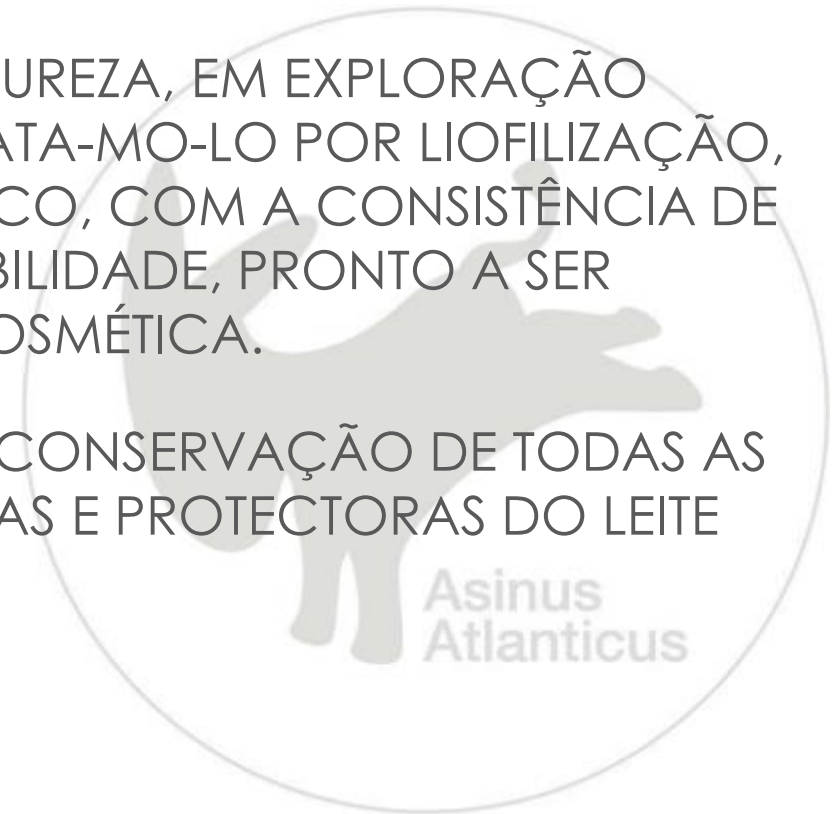 UREZA, EM EXPLORAÇÃO
ATA-MO-LO POR LIOFILIZAÇÃO,
CO, COM A CONSISTÊNCIA DE
BILIDADE, PRONTO A SER
OSMÉTICA.
CONSERVAÇÃO DE TODAS AS
AS E PROTECTORAS DO LEITE
Asinus
Atlanticus